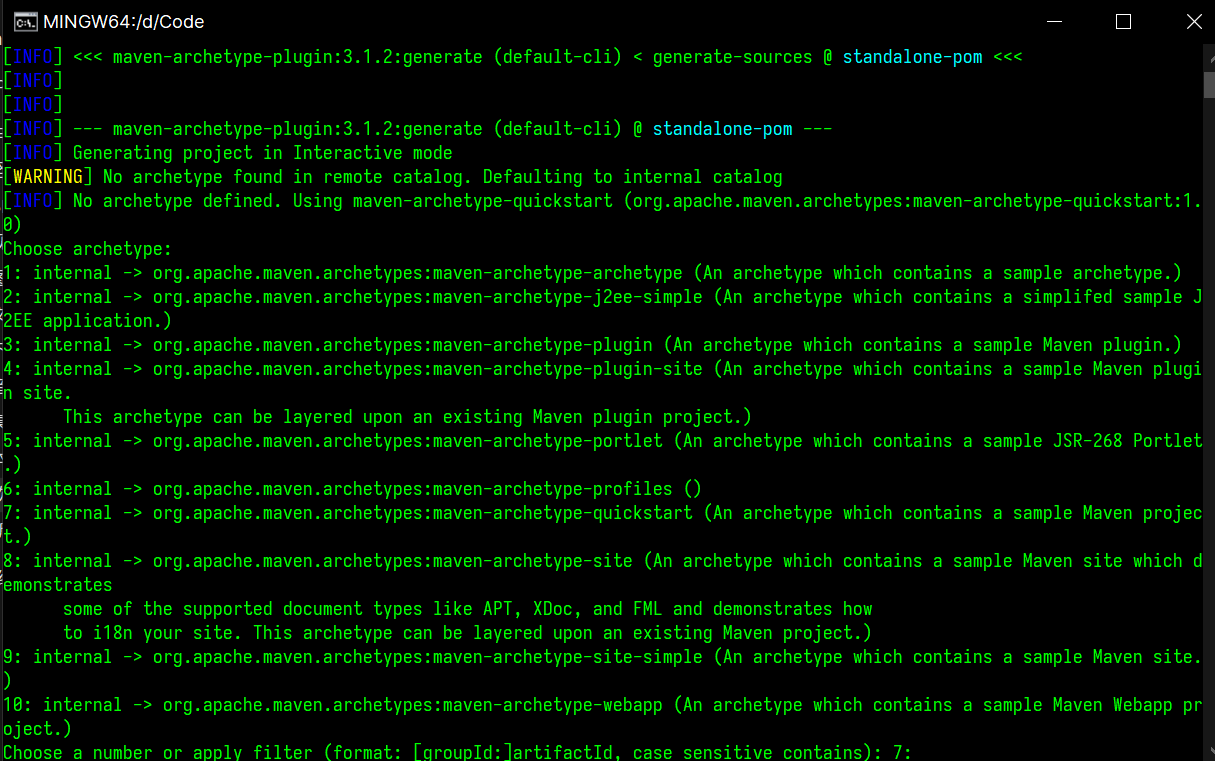 MINGW64:/d/Code
[INFO] <<< maven-archetype-plugin:3.1.2:generate (default-cli) < generate-sources @ standalone-pom <<<
[INFO]
[INFO]
[INFO] --- maven-archetype-plugin:3.1.2:generate (default-cli) @ standalone-pom ---
[INFO] Generating project in Interactive mode
[WARNING] No archetype found in remote catalog. Defaulting to internal catalog
[INFO] No archetype defined. Using maven-archetype-quickstart (org.apache.maven.archetypes:maven-archetype-quickstart:1.
0)
Choose archetype:
1: internal -> org.apache.maven.archetypes:maven-archetype-archetype (An archetype which contains a sample archetype.)
2: internal -> org.apache.maven.archetypes:maven-archetype-j2ee-simple (An archetype which contains a simplifed sample J
2EE application.)
3: internal -> org.apache.maven.archetypes:maven-archetype-plugin (An archetype which contains a sample Maven plugin.)
4: internal -> org.apache.maven.archetypes:maven-archetype-plugin-site (An archetype which contains a sample Maven plugi
n site.
This archetype can be layered upon an existing Maven plugin project.)
5: internal -> org.apache.maven.archetypes:maven-archetype-portlet (An archetype which contains a sample JSR-268 Portlet
.)
6: internal -> org.apache.maven.archetypes:maven-archetype-profiles ()
7: internal -> org.apache.maven.archetypes:maven-archetype-quickstart (An archetype which contains a sample Maven projec
t.)
8: internal -> org.apache.maven.archetypes:maven-archetype-site (An archetype which contains a sample Maven site which d
emonstrates
some of the supported document types like APT, XDoc, and FML and demonstrates how
to i18n your site. This archetype can be layered upon an existing Maven project.)
9: internal -> org.apache.maven.archetypes:maven-archetype-site-simple (An archetype which contains a sample Maven site.
)
10: internal -> org.apache.maven.archetypes:maven-archetype-webapp (An archetype which contains a sample Maven Webapp pr
oject.)
Choose a number or apply filter (format: [groupId:]artifactId, case sensitive contains): 7: